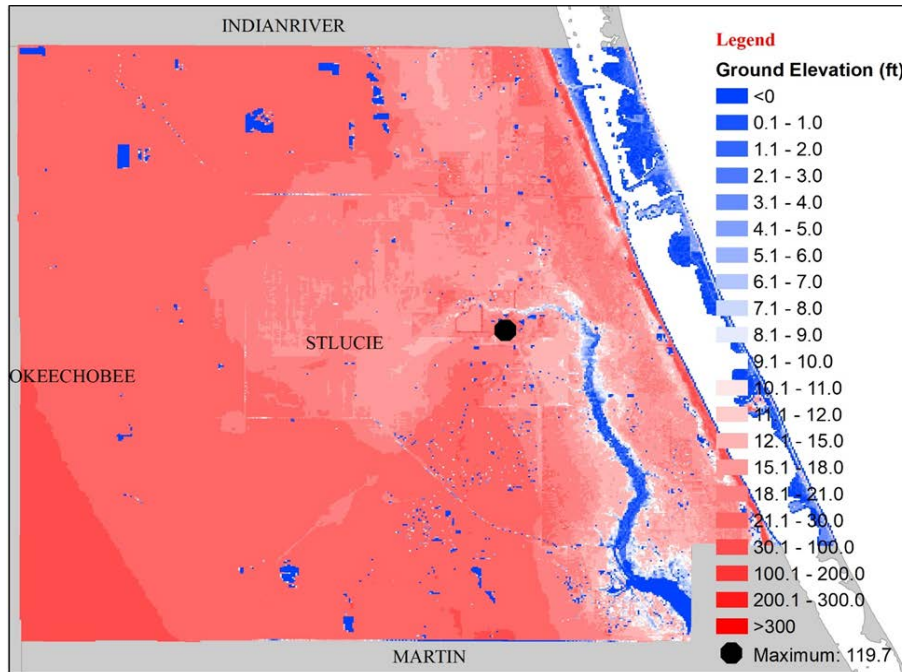 INDIANRIVER
STLUCIE
OKEECHOBEE
MARTIN
Legend
Ground Elevation (ft)
<0
0.1 - 1.0
1.1 - 2.0
2.1 - 3.0
3.1 - 4.0
4.1 - 5.0
5.1 - 6.0
6.1 - 7.0
7.1 - 8.0
8.1 - 9.0
9.1 - 10.0
10.1 - 11.0
11.1 - 12.0
12.1 - 15.0
15.1 - 18.0
18.1 - 21.0
21.1 - 30.0
30.1 - 100.0
100.1 - 200.0
200.1 - 300.0
>300
Maximum: 119.7